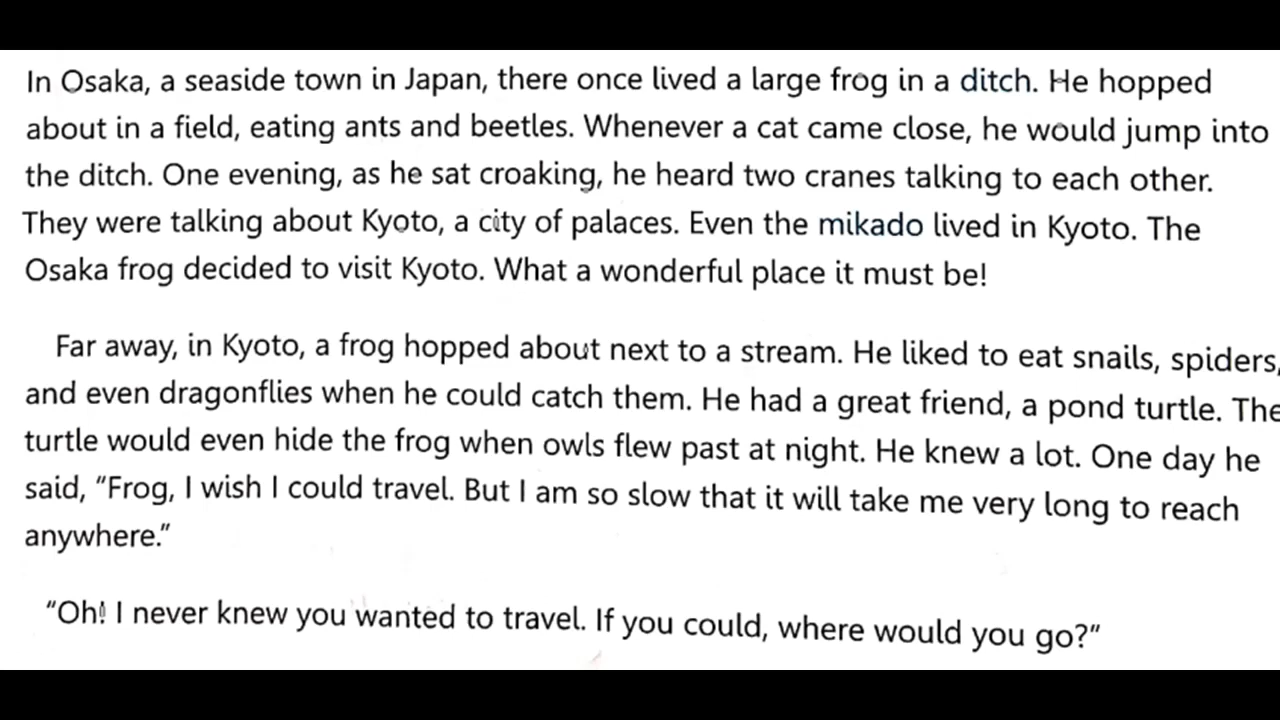 In Osaka, a seaside town in Japan, there once lived a large frog in a ditch. He hopped
about in a field, eating ants and beetles. Whenever a cat came close, he would jump into
the ditch. One evening, as he sat croaking, he heard two cranes talking to each other.
They were talking about Kyoto, a city of palaces. Even the mikado lived in Kyoto. The
Osaka frog decided to visit Kyoto. What a wonderful place it must be!
Far away, in Kyoto, a frog hopped about next to a stream. He liked to eat snails, spiders,
and even dragonflies when he could catch them. He had a great friend, a pond turtle. The
turtle would even hide the frog when owls flew past at night. He knew a lot. One day he
said, “Frog, I wish I could travel. But I am so slow that it will take me very long to reach
anywhere.”
“Oh! I never knew you wanted to travel. If you could, where would you go?”